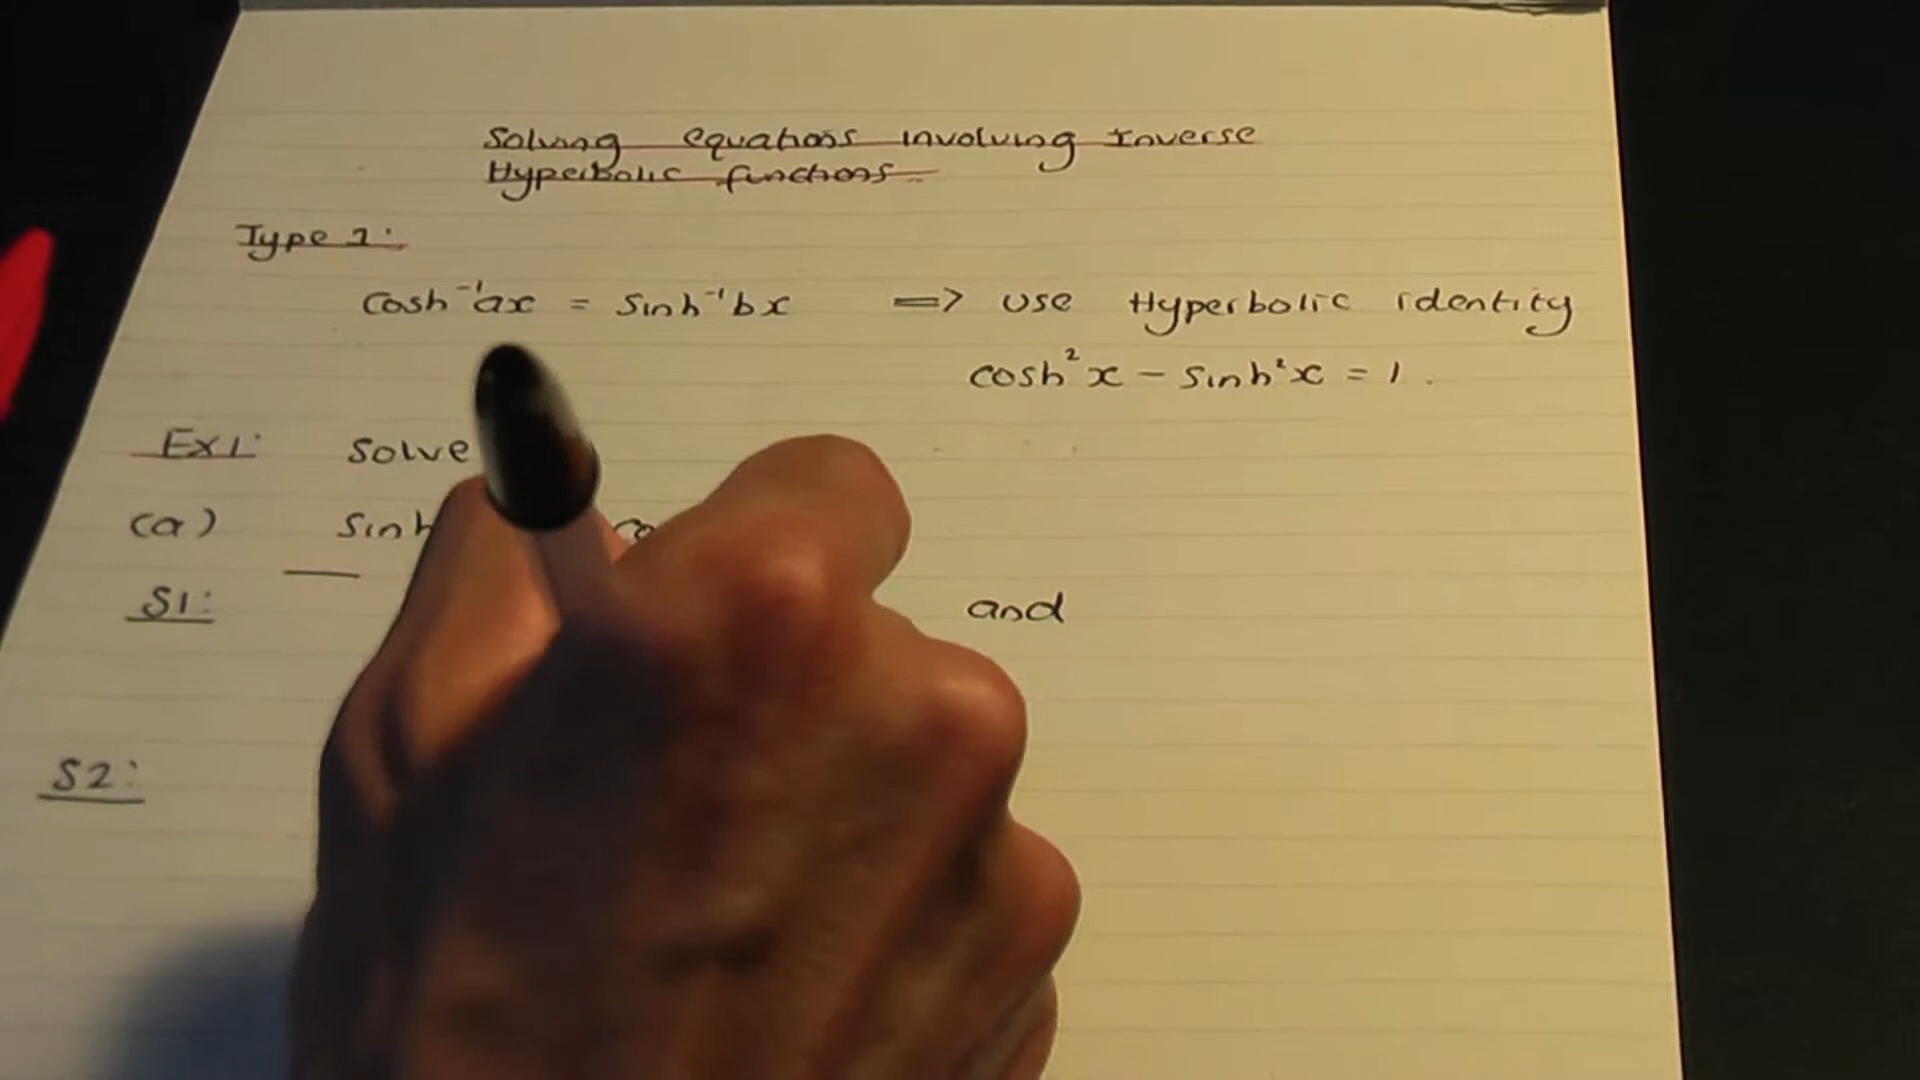 Solving equations involving Inverse
Hyperbolic functions.
Type 1:
cosh⁻¹ax = sinh⁻¹bx ⇒ use Hyperbolic identity
cosh²x - sinh²x = 1.
Ex1: Solve
(a) sinh
S1: and
S2: